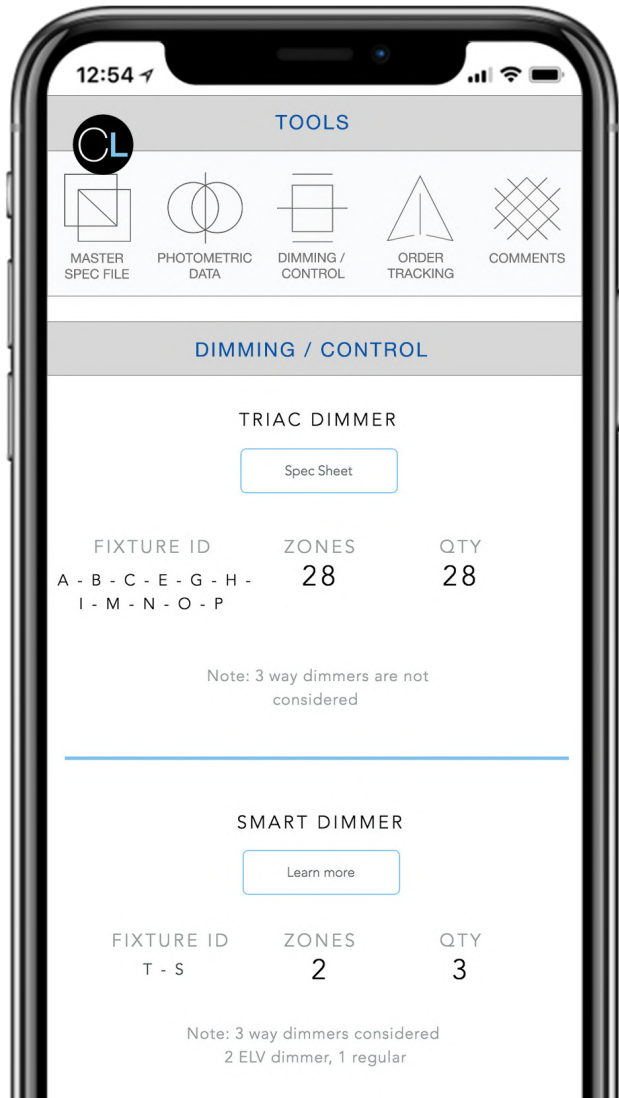 12:54
TOOLS
CL
MASTER
SPEC FILE
PHOTOMETRIC
DATA
DIMMING /
CONTROL
ORDER
TRACKING
COMMENTS
DIMMING / CONTROL
TRIAC DIMMER
Spec Sheet
FIXTURE ID
A - B - C - E - G - H -
I - M - N - O - P
ZONES
28
QTY
28
Note: 3 way dimmers are not
considered
SMART DIMMER
Learn more
FIXTURE ID
T - S
ZONES
2
QTY
3
Note: 3 way dimmers considered
2 ELV dimmer, 1 regular